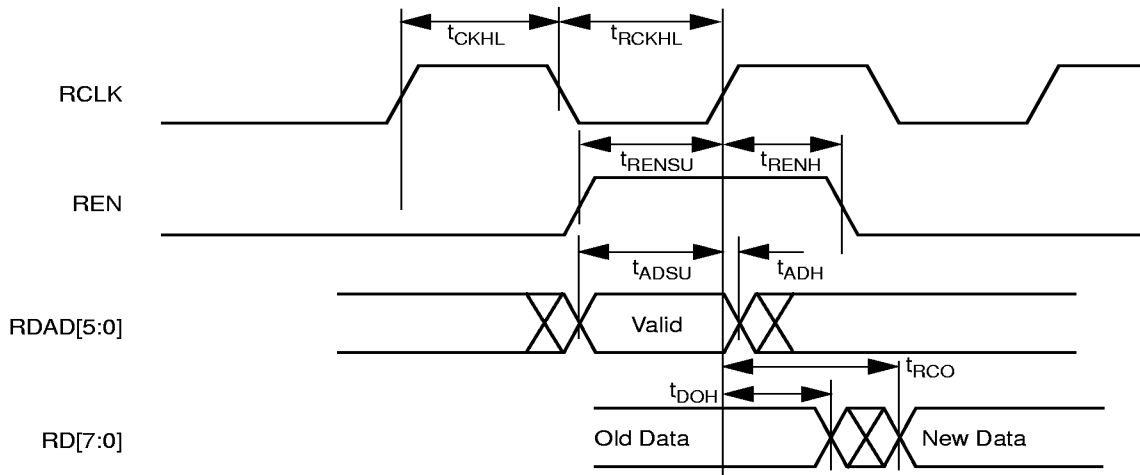 tCKHL tRCKHL
RCLK
tRENSU tRENH
REN
tADSU tADH
RDAD[5:0] Valid
tRCO
tDOH
RD[7:0] Old Data New Data